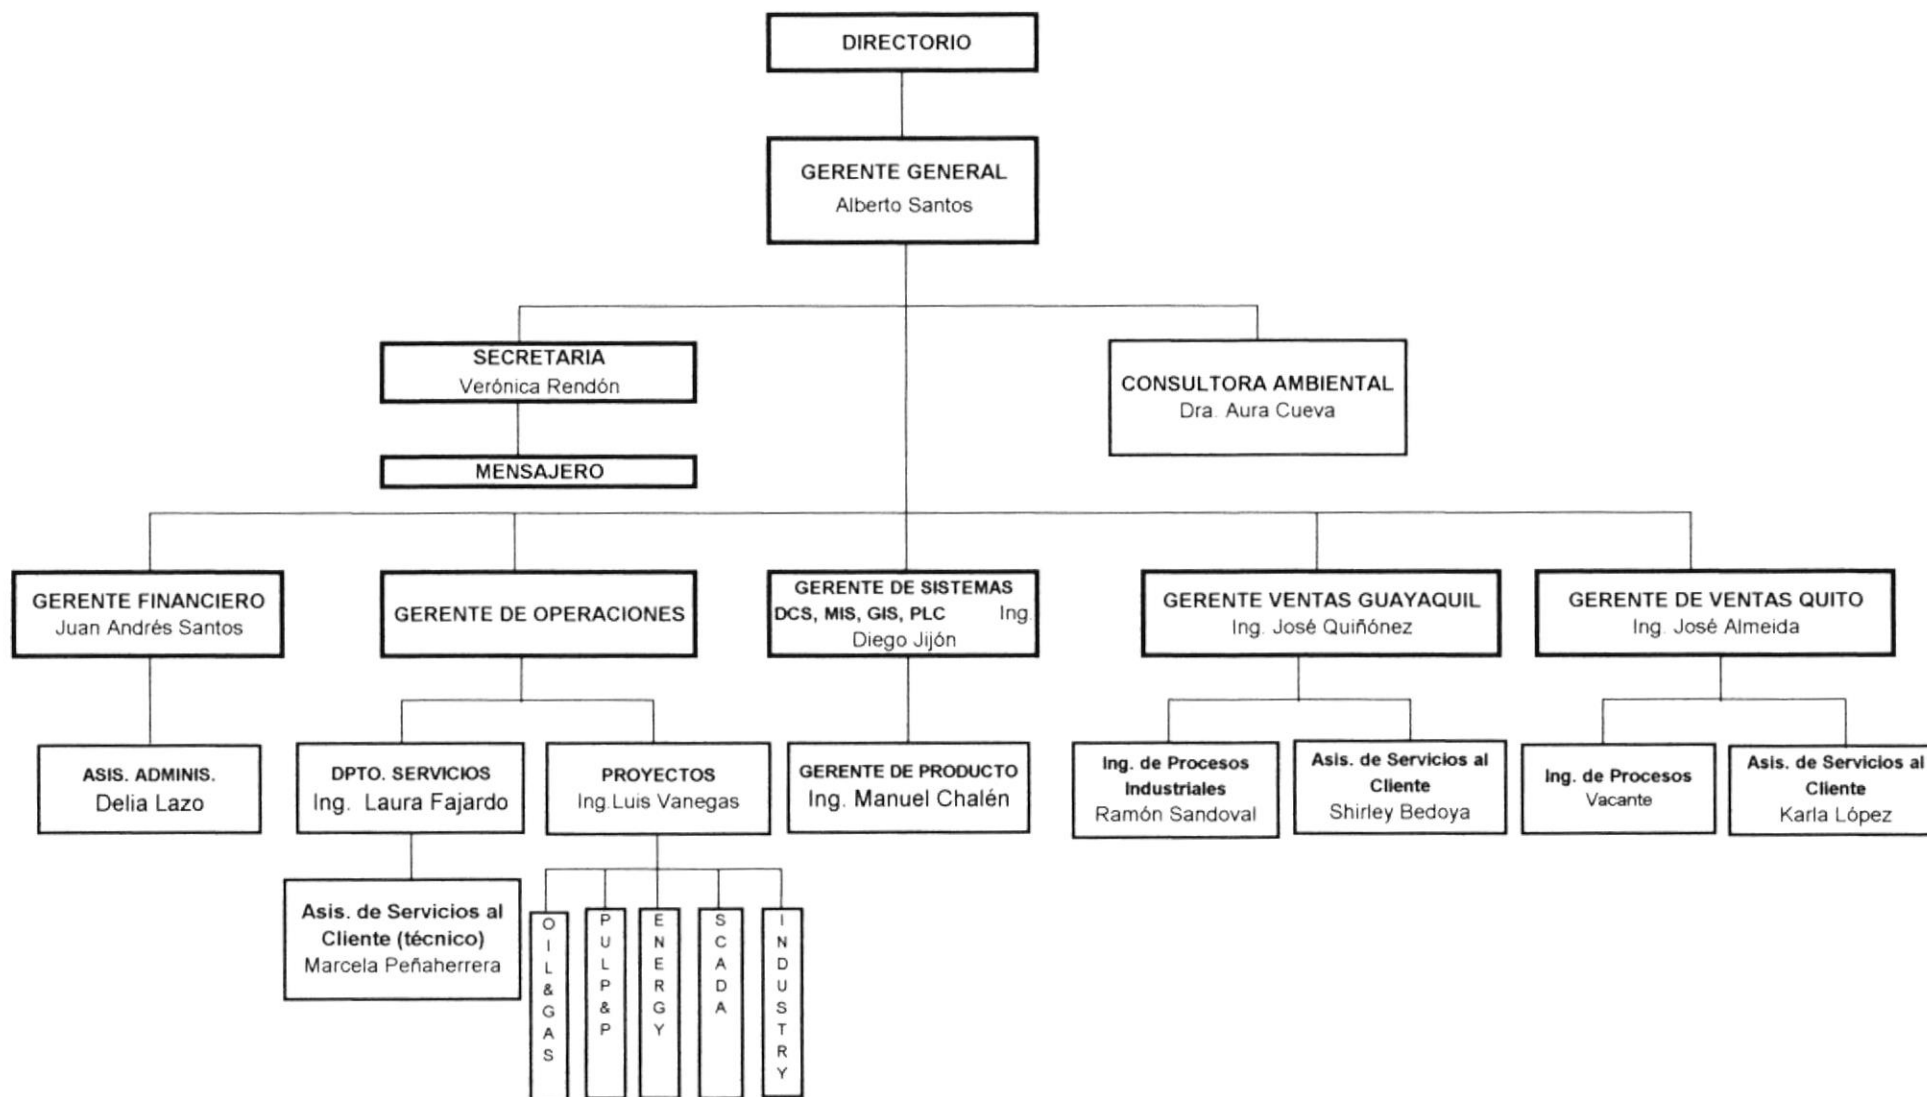 DIRECTORIO
GERENTE GENERAL
Alberto Santos
SECRETARIA
Verónica Rendón
CONSULTORA AMBIENTAL
Dra. Aura Cueva
MENSAJERO
GERENTE FINANCIERO
Juan Andrés Santos
GERENTE DE OPERACIONES
GERENTE DE SISTEMAS
DCS, MIS, GIS, PLC Ing.
Diego Jijón
GERENTE VENTAS GUAYAQUIL
Ing. José Quiñónez
GERENTE DE VENTAS QUITO
Ing. José Almeida
ASIS. ADMINIS.
Delia Lazo
DPTO. SERVICIOS
Ing. Laura Fajardo
PROYECTOS
Ing.Luis Vanegas
GERENTE DE PRODUCTO
Ing. Manuel Chalén
Ing. de Procesos
Industriales
Ramón Sandoval
Asis. de Servicios al
Cliente
Shirley Bedoya
Ing. de Procesos
Vacante
Asis. de Servicios al
Cliente
Karla López
Asis. de Servicios al
Cliente (técnico)
Marcela Peñaherrera
OIL&GAS
PULP&P
ENERGY
SCADA
INDUSTRY